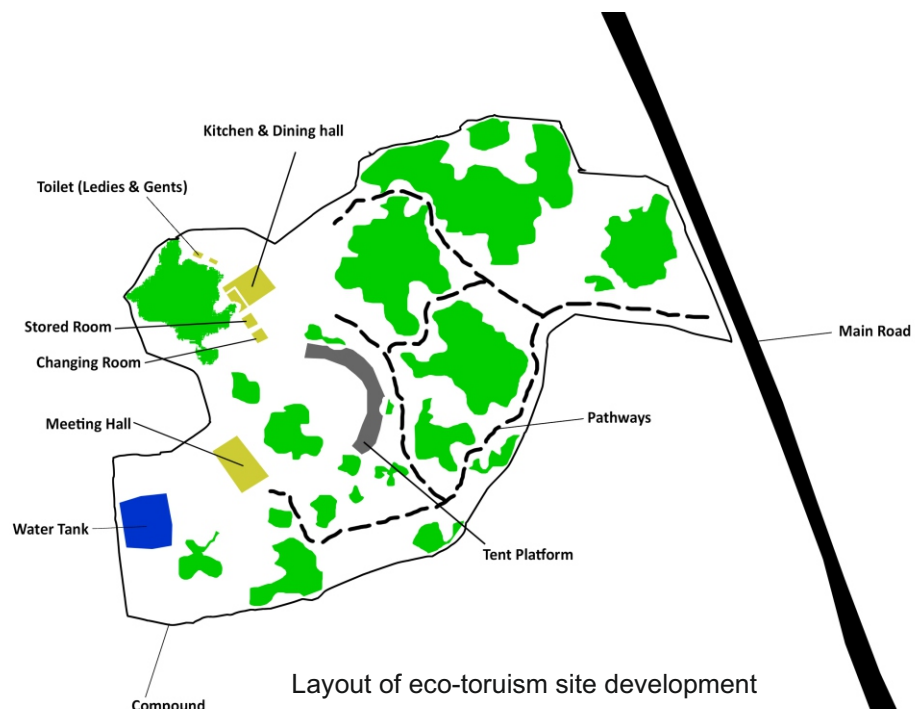 Kitchen & Dining hall
Toilet (Ledies & Gents)
Stored Room
Changing Room
Main Road
Meeting Hall
Pathways
Water Tank
Tent Platform
Layout of eco-toruism site development
Compound